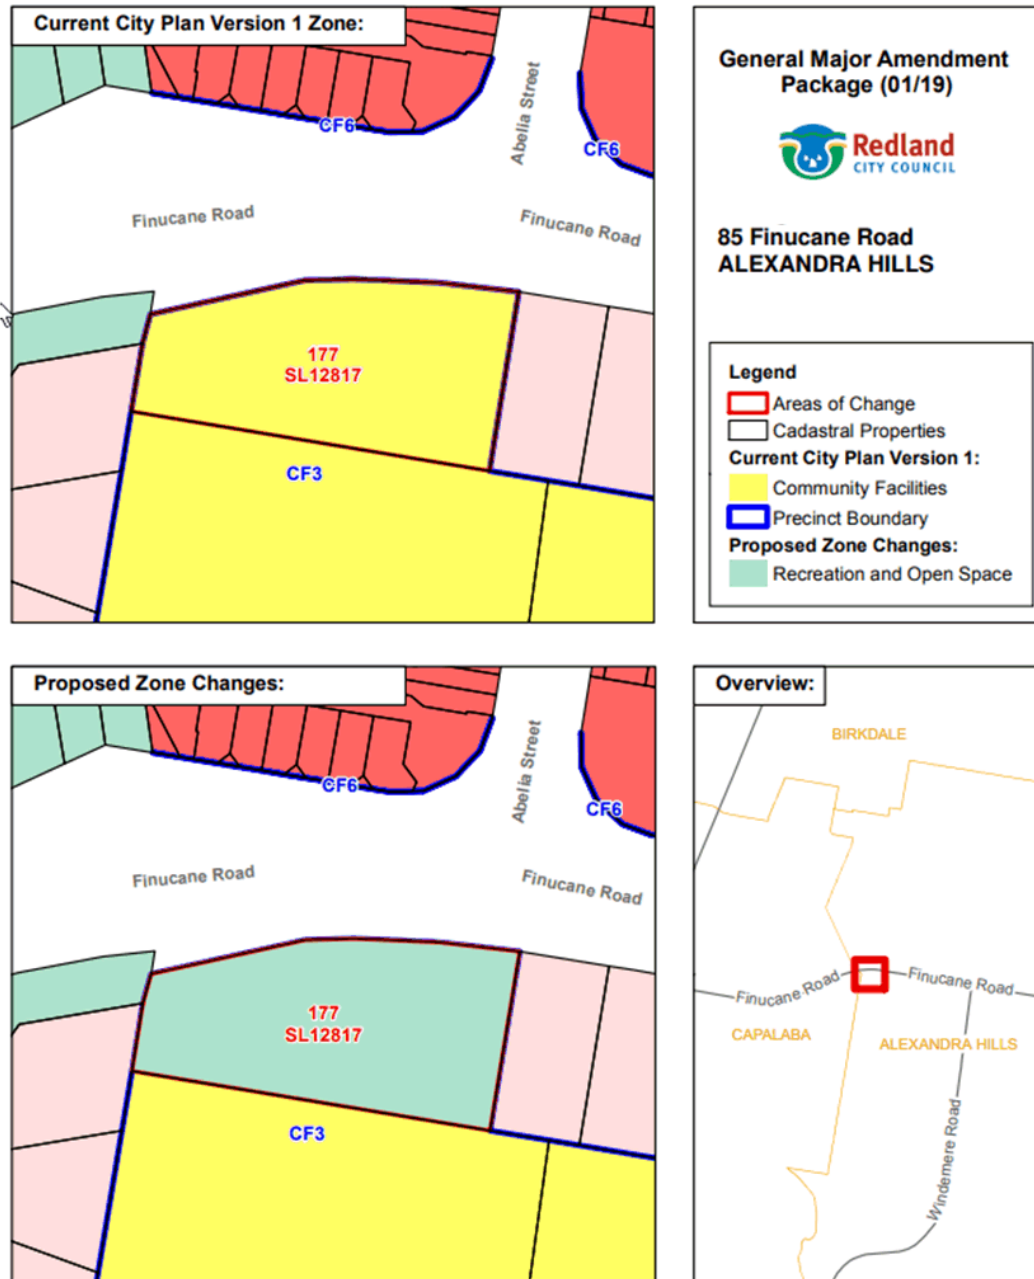 Current City Plan Version 1 Zone:
CF6
Abelia Street
CF6
Finucane Road
Finucane Road
177
SL12817
CF3
General Major Amendment
Package (01/19)
Redland
CITY COUNCIL
85 Finucane Road
ALEXANDRA HILLS
Legend
Areas of Change
Cadastral Properties
Current City Plan Version 1:
Community Facilities
Precinct Boundary
Proposed Zone Changes:
Recreation and Open Space
Proposed Zone Changes:
CF6
Abelia Street
CF6
Finucane Road
Finucane Road
177
SL12817
CF3
Overview:
BIRKDALE
Finucane Road
Finucane Road
CAPALABA
ALEXANDRA HILLS
Windemere Road